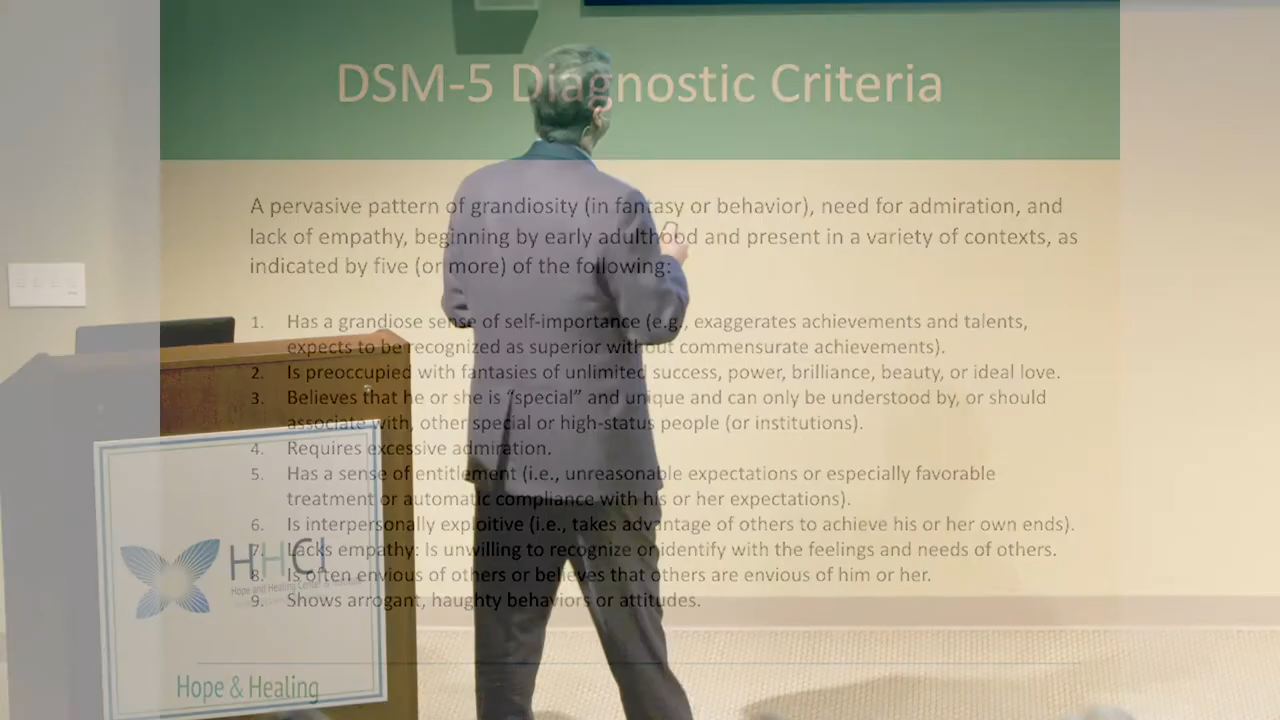 DSM-5 Diagnostic Criteria
A pervasive pattern of grandiosity (in fantasy or behavior), need for admiration, and
lack of empathy, beginning by early adulthood and present in a variety of contexts, as
indicated by five (or more) of the following:
1. Has a grandiose sense of self-importance (e.g., exaggerates achievements and talents,
expects to be recognized as superior without commensurate achievements).
2. Is preoccupied with fantasies of unlimited success, power, brilliance, beauty, or ideal love.
3. Believes that he or she is “special” and unique and can only be understood by, or should
associate with, other special or high-status people (or institutions).
4. Requires excessive admiration.
5. Has a sense of entitlement (i.e., unreasonable expectations or especially favorable
treatment or automatic compliance with his or her expectations).
6. Is interpersonally exploitive (i.e., takes advantage of others to achieve his or her own ends).
7. Lacks empathy: Is unwilling to recognize or identify with the feelings and needs of others.
8. Is often envious of others or believes that others are envious of him or her.
9. Shows arrogant, haughty behaviors or attitudes.
HHCI
Hope and Healing Center
Hope & Healing